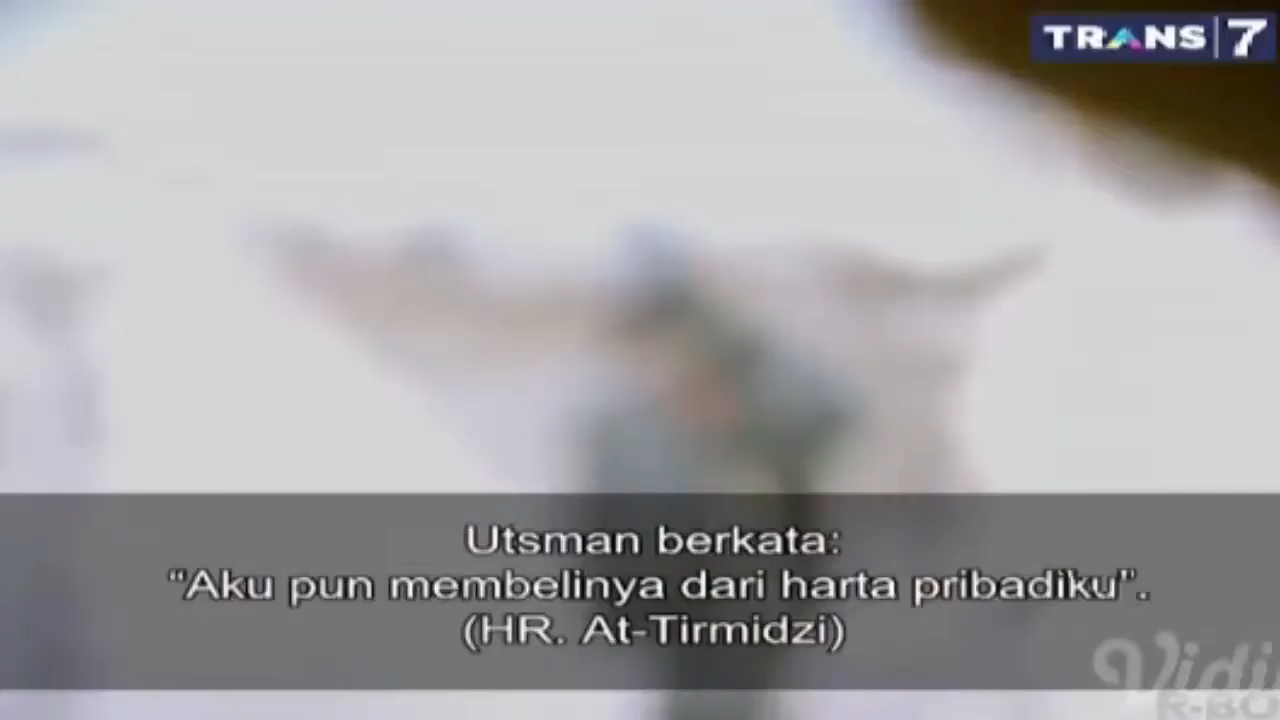 TRANS|7
Utsman berkata:
“Aku pun membelinya dari harta pribadiku”.
(HR. At-Tirmidzi)